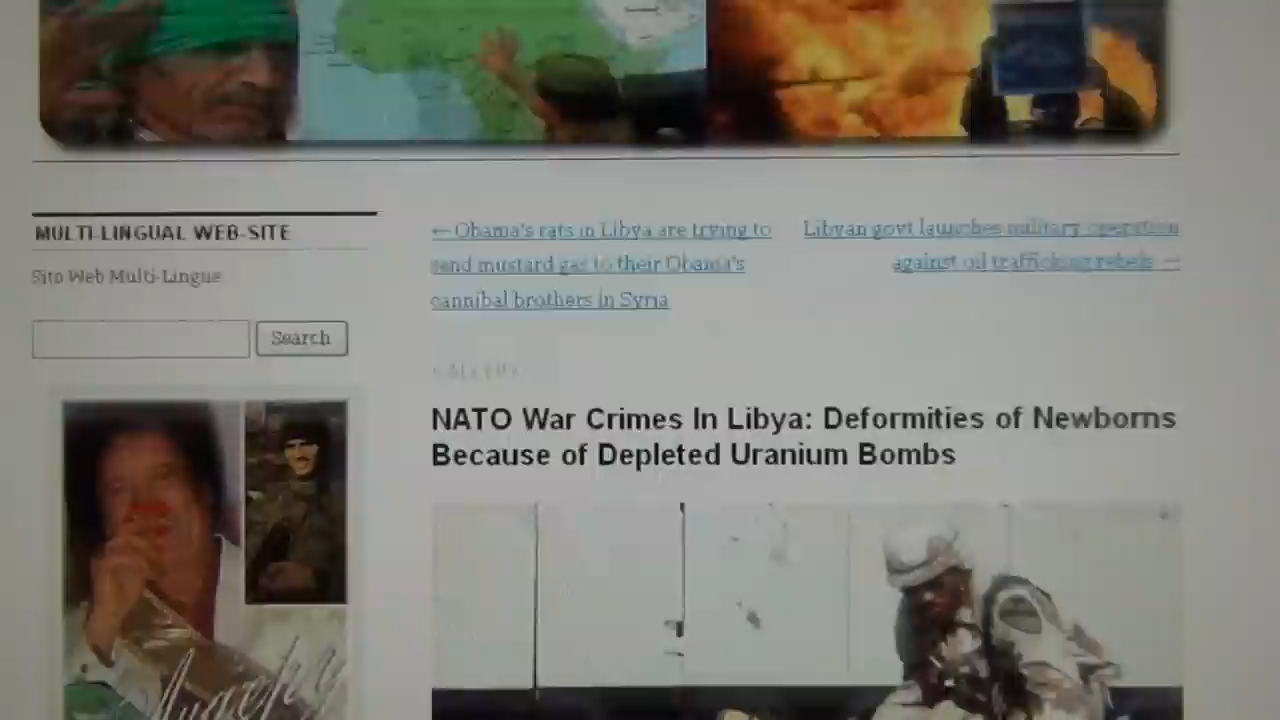 MULTI-LINGUAL WEB-SITE
Sito Web Multi-Lingue
Search
← Obama's rats in Libya are trying to
send mustard gas to their Obama's
cannibal brothers in Syria
Libyan govt launches military operation
against oil trafficking rebels →
GALLERY
NATO War Crimes In Libya: Deformities of Newborns
Because of Depleted Uranium Bombs